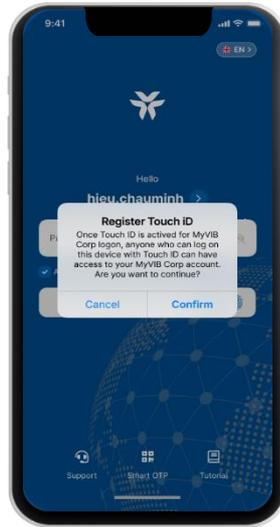 9:41
EN >
Hello
hieu.chauminh >
Register Touch iD
Once Touch ID is actived for MyVIB
Corp logon, anyone who can log on
this device with Touch ID can have
access to your MyVIB Corp account.
Are you want to continue?
Cancel
Confirm
Support
Smart OTP
Tutorial